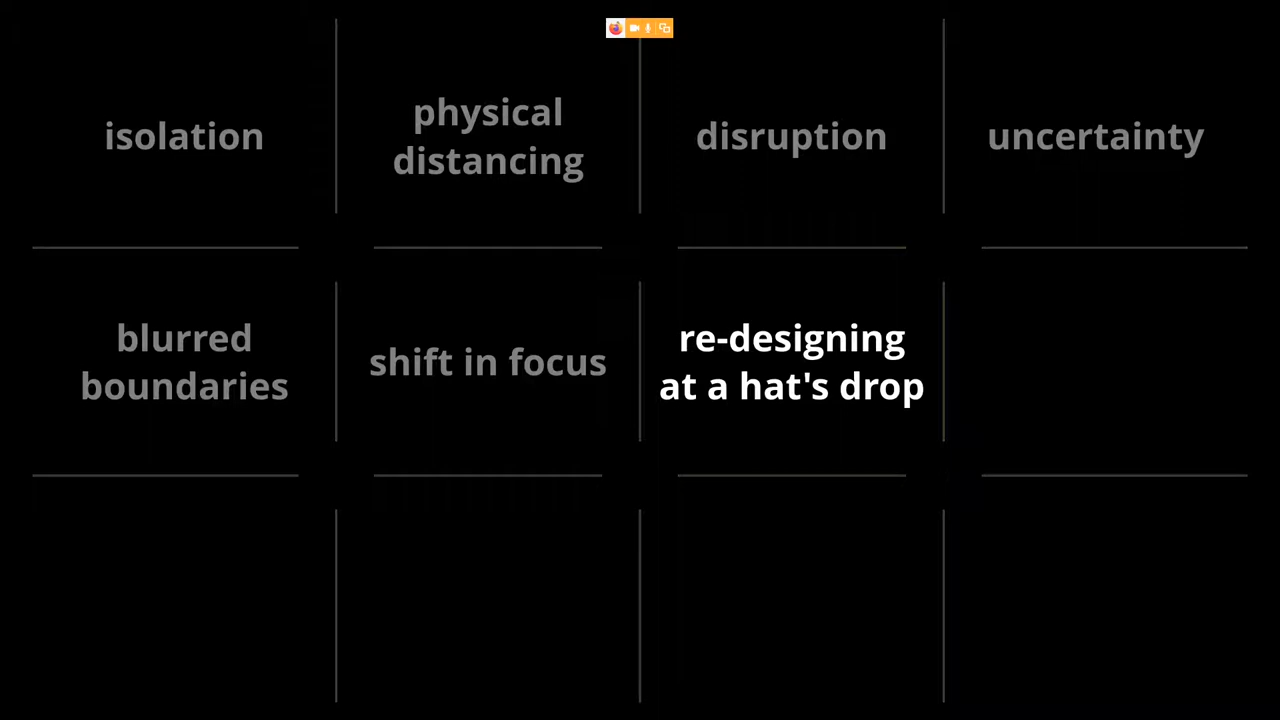 isolation
physical
distancing
disruption
uncertainty
blurred
boundaries
shift in focus
re-designing
at a hat's drop